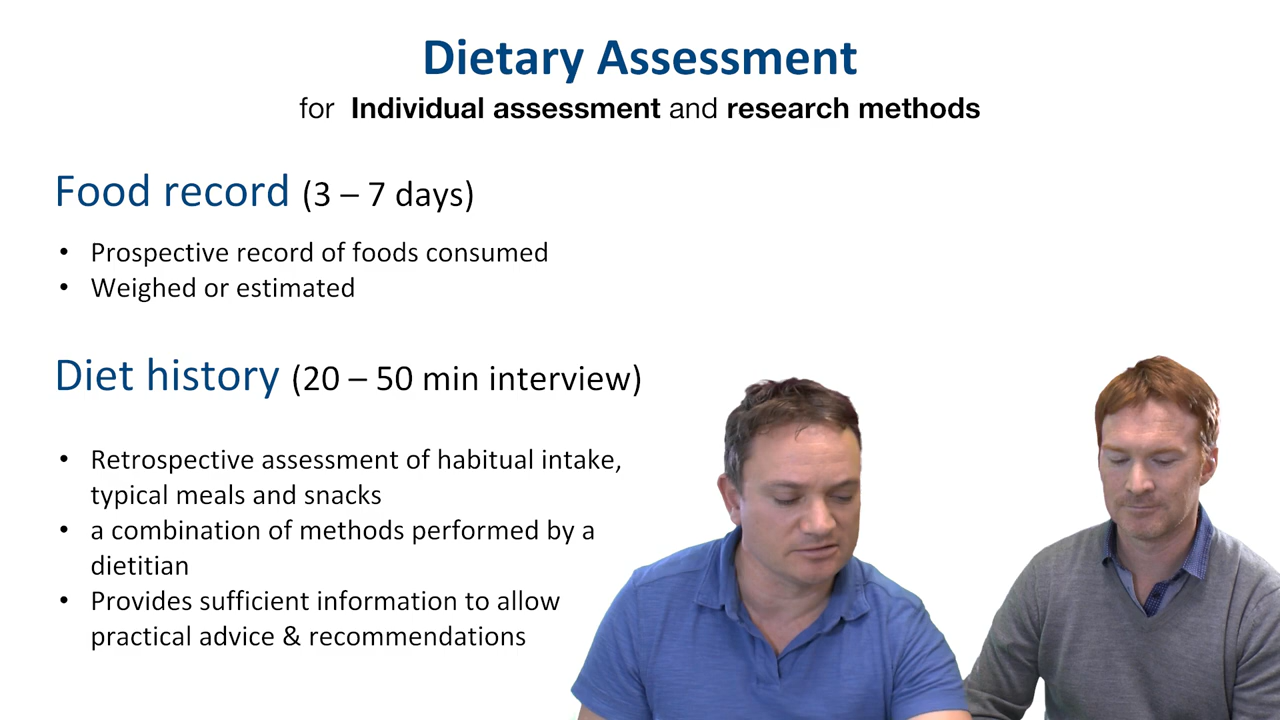 Dietary Assessment
for Individual assessment and research methods
Food record (3 – 7 days)
• Prospective record of foods consumed
• Weighed or estimated
Diet history (20 – 50 min interview)
• Retrospective assessment of habitual intake,
typical meals and snacks
• a combination of methods performed by a
dietitian
• Provides sufficient information to allow
practical advice & recommendations